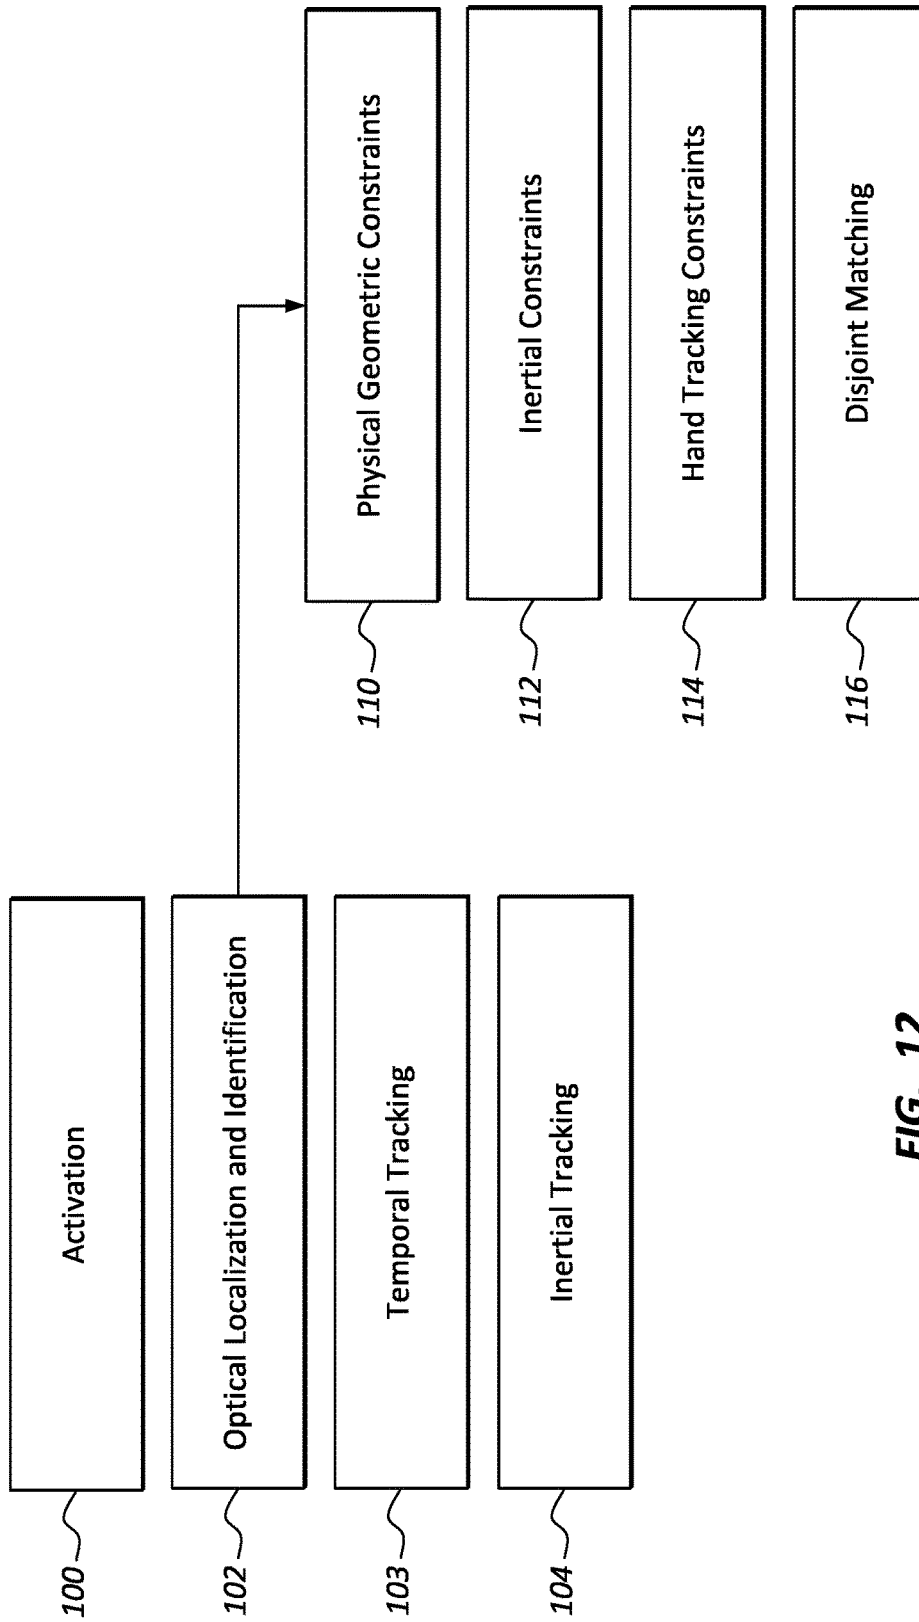 100
Activation
102
Optical Localization and Identification
103
Temporal Tracking
104
Inertial Tracking
110
Physical Geometric Constraints
112
Inertial Constraints
114
Hand Tracking Constraints
116
Disjoint Matching
FIG. 12